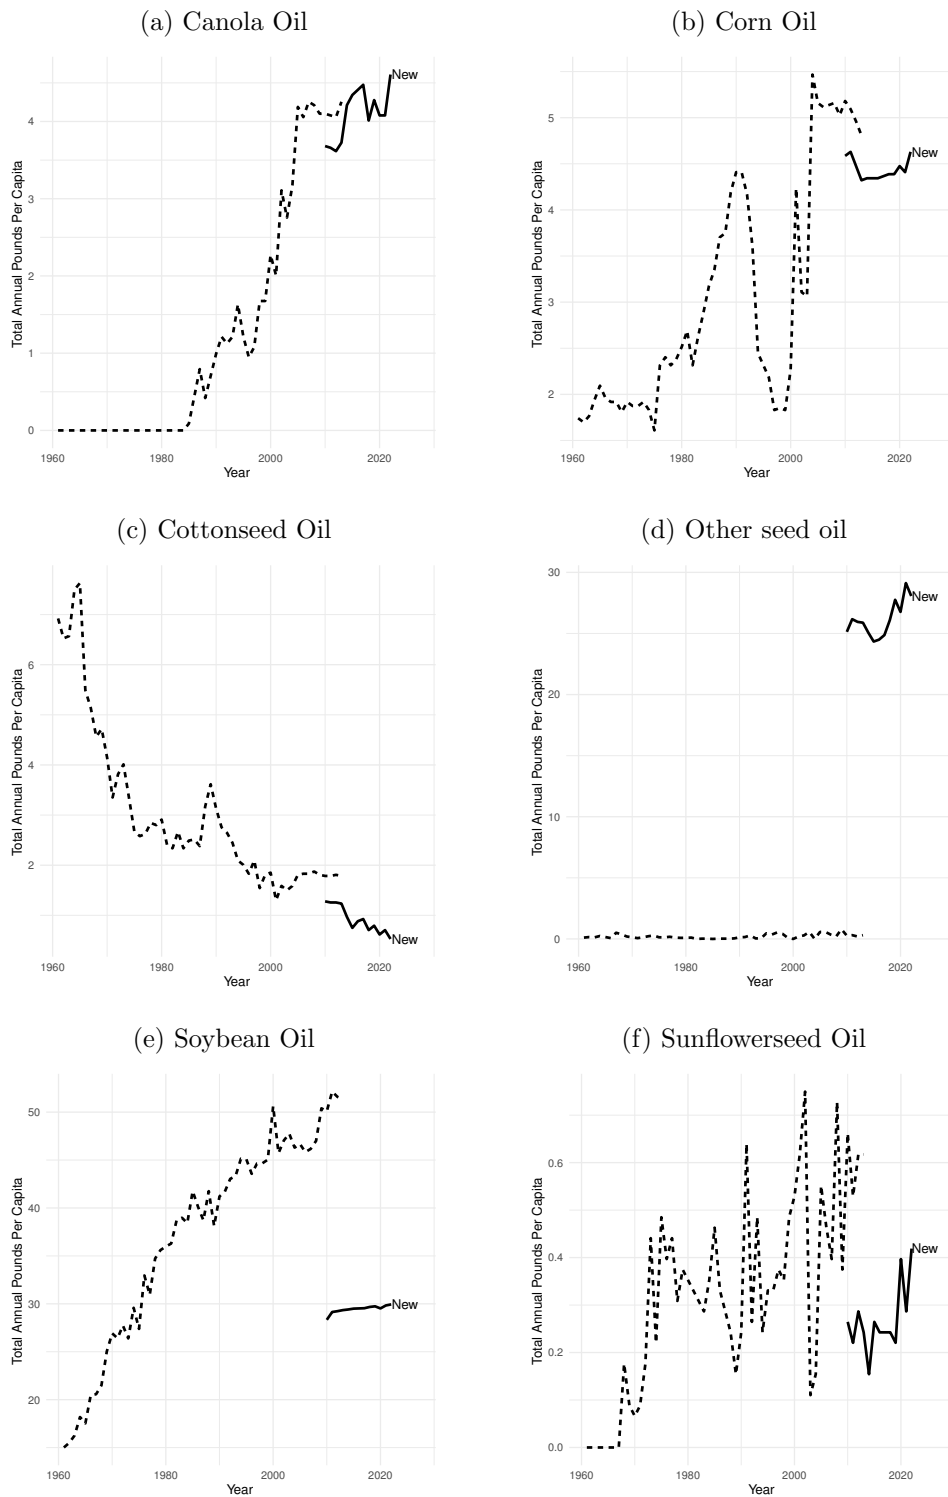 (a) Canola Oil
Total Annual Pounds Per Capita
4
3
2
1
0
New
1960 1980 2000 2020
Year
(b) Corn Oil
Total Annual Pounds Per Capita
5
4
3
2
New
1960 1980 2000 2020
Year
(c) Cottonseed Oil
Total Annual Pounds Per Capita
6
4
2
New
1960 1980 2000 2020
Year
(d) Other seed oil
Total Annual Pounds Per Capita
30
20
10
0
New
1960 1980 2000 2020
Year
(e) Soybean Oil
Total Annual Pounds Per Capita
50
40
30
20
New
1960 1980 2000 2020
Year
(f) Sunflowerseed Oil
Total Annual Pounds Per Capita
0.6
0.4
0.2
0.0
New
1960 1980 2000 2020
Year